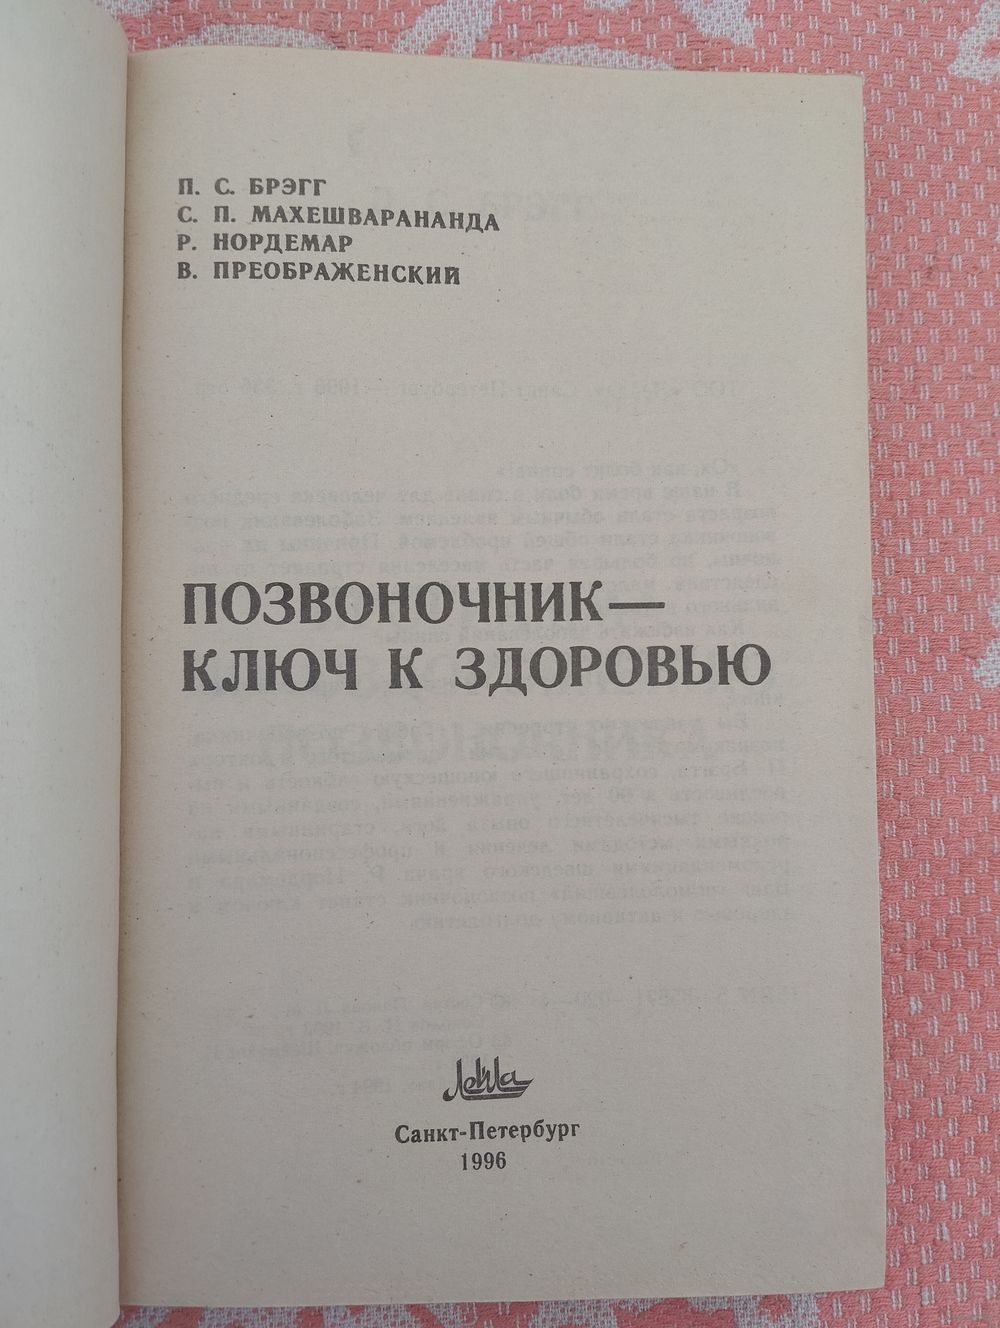 П. С. БРЭГГ
С. П. МАХЕШВАРАНАНДА
Р. НОРДЕМАР
В. ПРЕОБРАЖЕНСКИЙ
ПОЗВОНОЧНИК—
КЛЮЧ К ЗДОРОВЬЮ
Санкт-Петербург
1996